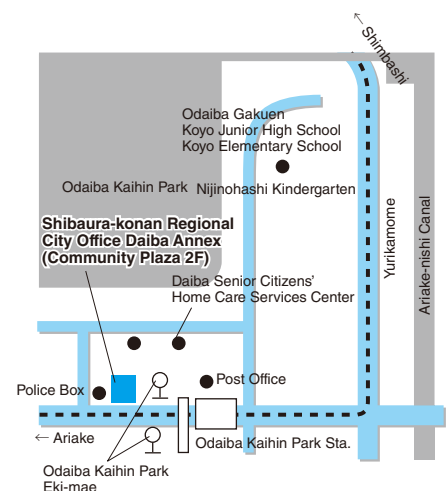 Shimbashi
Odaiba Gakuen
Koyo Junior High School
Koyo Elementary School
Odaiba Kaihin Park
Nijinohashi Kindergarten
Shibaura-konan Regional
City Office Daiba Annex
(Community Plaza 2F)
Yurikamome
Ariake-nishi Canal
Daiba Senior Citizens'
Home Care Services Center
Police Box
Post Office
← Ariake
Odaiba Kaihin Park Sta.
Odaiba Kaihin Park
Eki-mae